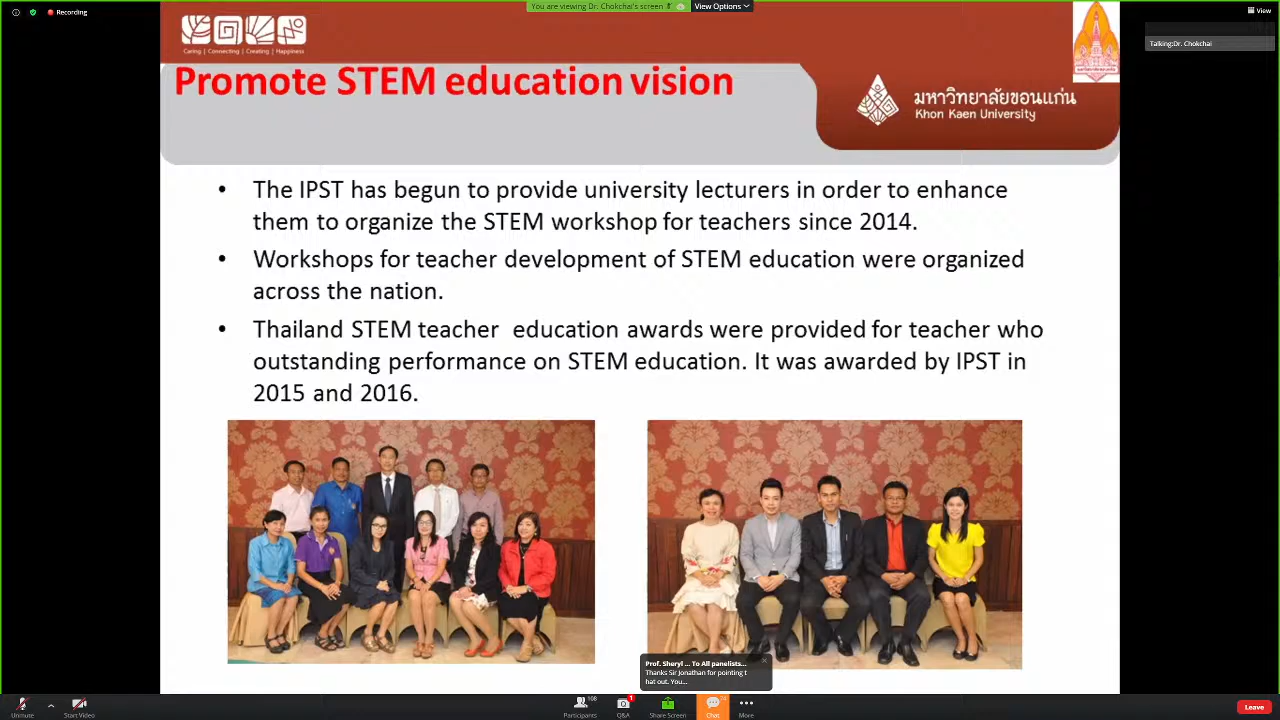 Recording
You are viewing Dr. Chokchai's screen
View Options
View
Talking:Dr. Chokchai
Caring | Connecting | Creating | Happiness
Promote STEM education vision
มหาวิทยาลัยขอนแก่น
Khon Kaen University
• The IPST has begun to provide university lecturers in order to enhance
them to organize the STEM workshop for teachers since 2014.
• Workshops for teacher development of STEM education were organized
across the nation.
• Thailand STEM teacher education awards were provided for teacher who
outstanding performance on STEM education. It was awarded by IPST in
2015 and 2016.
Prof. Sheryl ... To All panelists...
Thanks Sir Jonathan for pointing t
hat out. You...
Unmute
Start Video
Participants
108
Q&A
1
Share Screen
Chat
More
Leave